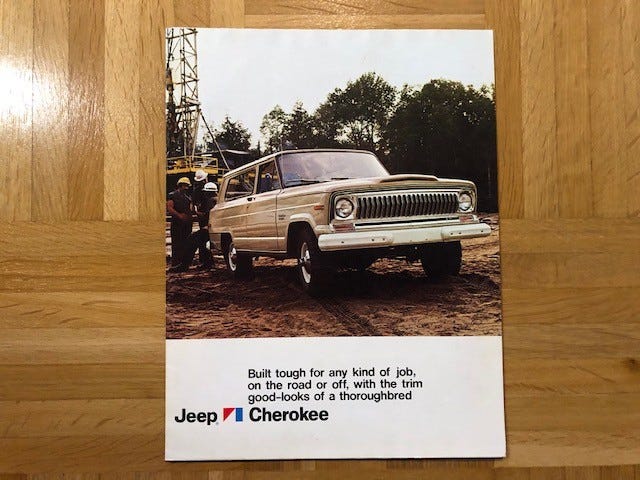 Built tough for any kind of job,
on the road or off, with the trim
good-looks of a thoroughbred
Jeep® Cherokee